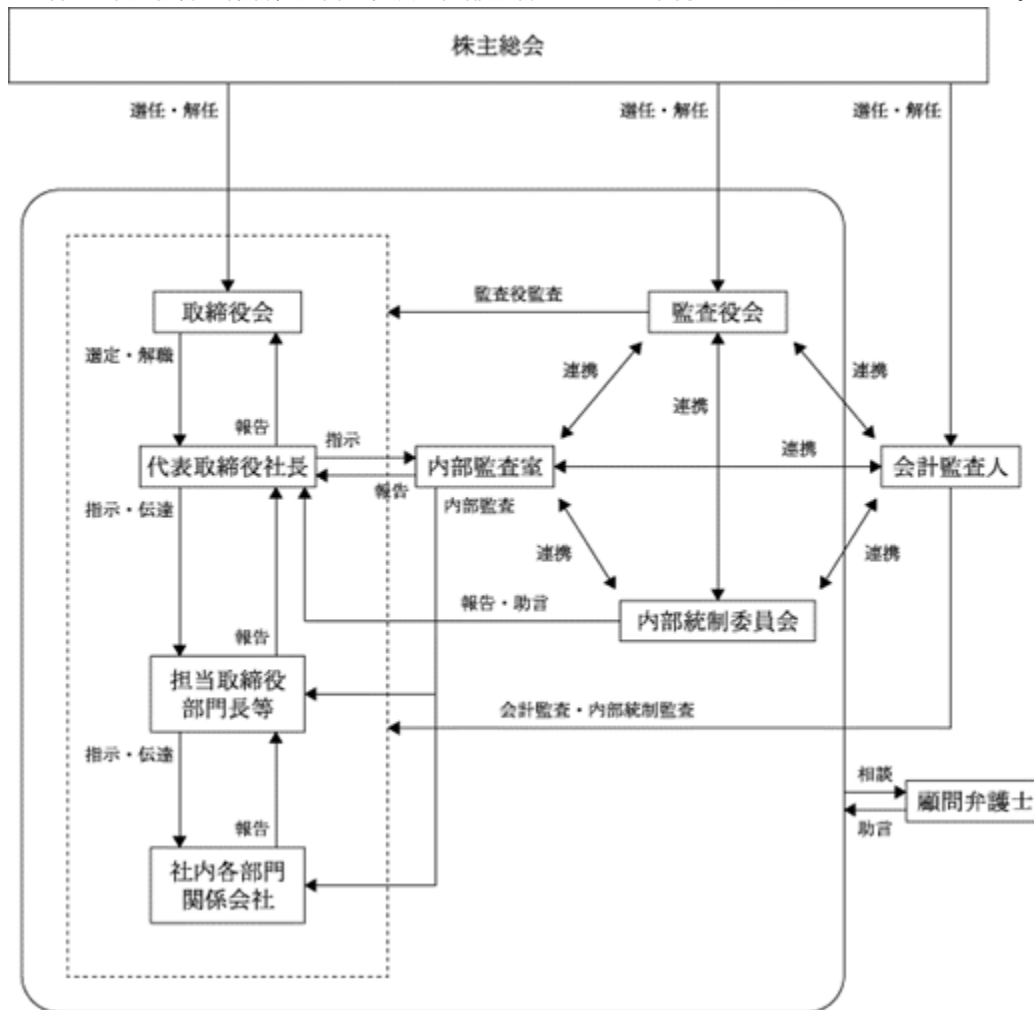 株主総会
選任・解任
選任・解任
選任・解任
取締役会
監査役監査
監査役会
選定・解職
連携
連携
連携
報告
指示
代表取締役社長
内部監査室
連携
会計監査人
報告
指示・伝達
内部監査
連携
連携
報告・助言
内部統制委員会
報告
担当取締役
部門長等
会計監査・内部統制監査
指示・伝達
相談
顧問弁護士
助言
報告
社内各部門
関係会社